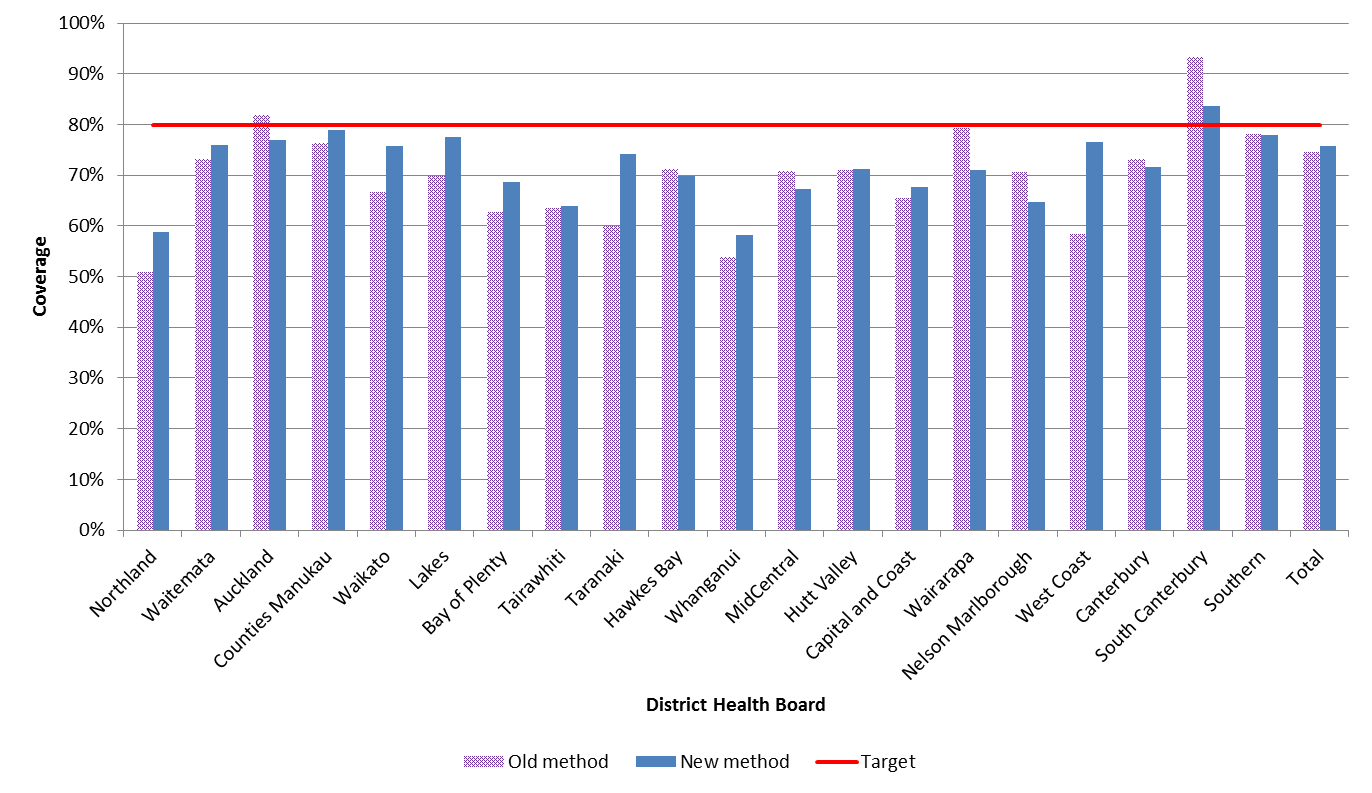 100%
90%
80%
70%
60%
50%
40%
30%
20%
10%
0%
Coverage
Northland
Waitemata
Auckland
Counties Manukau
Waikato
Lakes
Bay of Plenty
Tairawhiti
Taranaki
Hawkes Bay
Whanganui
MidCentral
Hutt Valley
Capital and Coast
Wairarapa
Nelson Marlborough
West Coast
Canterbury
South Canterbury
Southern
Total
District Health Board
Old method
New method
Target